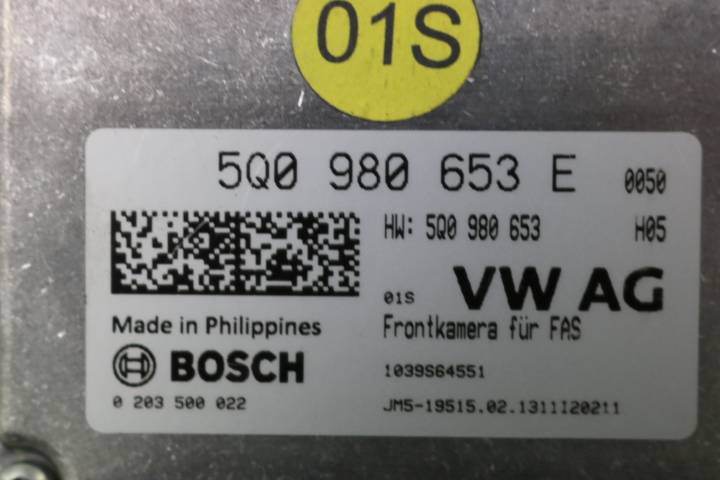 01S
5Q0 980 653 E 0050
HW: 5Q0 980 653 H05
01S VW AG
Made in Philippines Frontkamera für FAS
BOSCH 1039S64551
0 203 500 022 JM5-19515.02.1311I20211